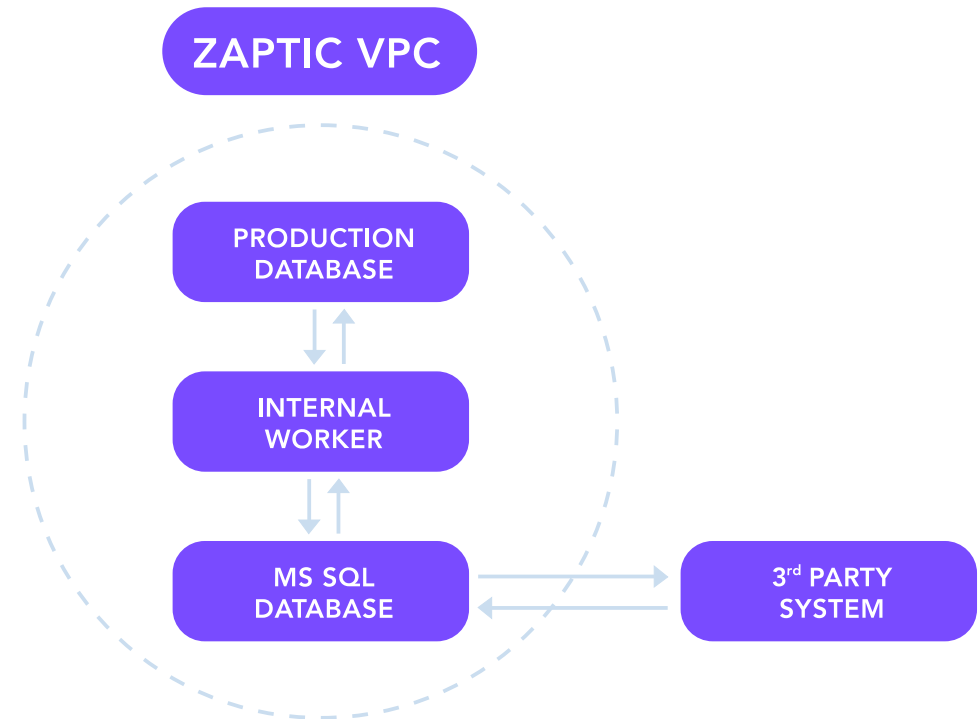 ZAPTIC VPC
PRODUCTION
DATABASE
INTERNAL
WORKER
MS SQL
DATABASE
3rd PARTY
SYSTEM